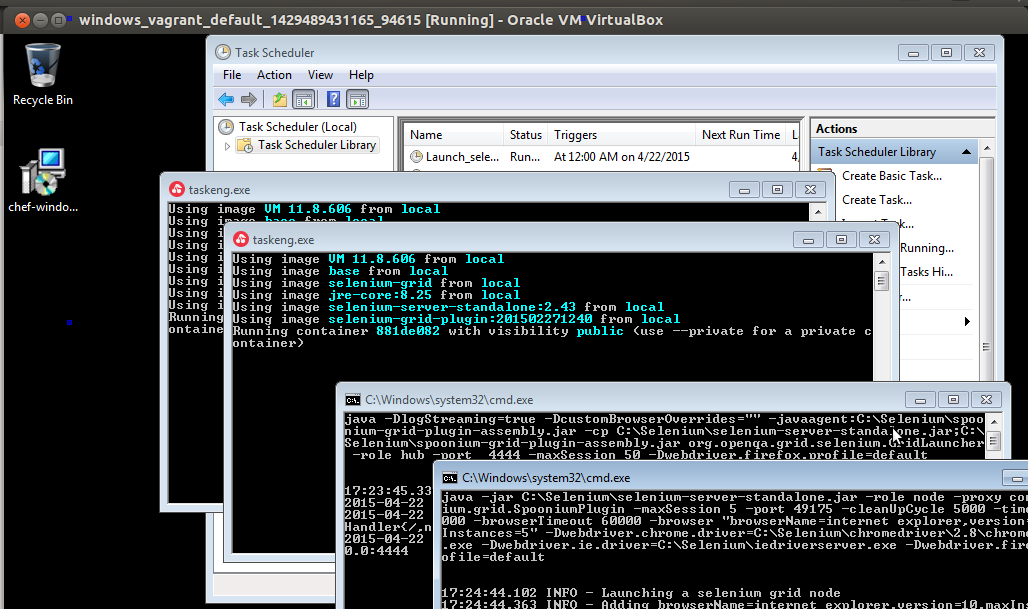 windows_vagrant_default_1429489431165_94615 [Running] - Oracle VM VirtualBox
Recycle Bin
chef-windo...
Task Scheduler
File Action View Help
Task Scheduler (Local)
Task Scheduler Library
Name Status Triggers Next Run Time L
Launch_sele... Run... At 12:00 AM on 4/22/2015 4,
Actions
Task Scheduler Library
Create Basic Task...
Create Task...
k...
Running...
Tasks Hi...
r...
taskeng.exe
Using image VM 11.8.606 from local
Using image base from local
Using i
Using i
Using i
Using i
Using i
Using i
Using i
Running
ontaine
taskeng.exe
Using image VM 11.8.606 from local
Using image base from local
Using image selenium-grid from local
Using image jre-core:8.25 from local
Using image selenium-server-standalone:2.43 from local
Using image selenium-grid-plugin:201502271240 from local
Running container 881de082 with visibility public (use --private for a private c
ontainer)
C:\Windows\system32\cmd.exe
java -DlogStreaming=true -DcustomBrowserOverrides="" -javaagent:C:\Selenium\spoo
nium-grid-plugin-assembly.jar -cp C:\Selenium\selenium-server-standalone.jar;C:\
Selenium\spoonium-grid-plugin-assembly.jar org.openqa.grid.selenium.GridLauncher
-role hub -port 4444 -maxSession 50 -Dwebdriver.firefox.profile=default
17:23:45.33
2015-04-22
2015-04-22
Handler{/,n
2015-04-22
0.0:4444
C:\Windows\system32\cmd.exe
java -jar C:\Selenium\selenium-server-standalone.jar -role node -proxy com
ium.grid.SpooniumPlugin -maxSession 5 -port 49175 -cleanUpCycle 5000 -time
000 -browserTimeout 60000 -browser "browserName=internet explorer,version=
Instances=5" -Dwebdriver.chrome.driver=C:\Selenium\chromedriver\2.8\chrome
.exe -Dwebdriver.ie.driver=C:\Selenium\iedriverserver.exe -Dwebdriver.fire
ofile=default
17:24:44.102 INFO - Launching a selenium grid node
17:24:44.363 INFO - Adding browserName=internet explorer,version=10,maxIn